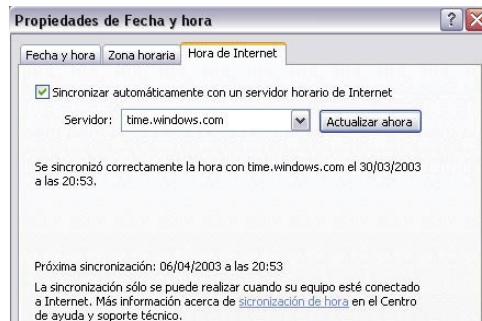 Propiedades de Fecha y hora
Fecha y hora Zona horaria Hora de Internet
Sincronizar automáticamente con un servidor horario de Internet
Servidor: time.windows.com Actualizar ahora
Se sincronizó correctamente la hora con time.windows.com el 30/03/2003
a las 20:53.
Próxima sincronización: 06/04/2003 a las 20:53
La sincronización sólo se puede realizar cuando su equipo esté conectado
a Internet. Más información acerca de sicronización de hora en el Centro
de ayuda y soporte técnico.